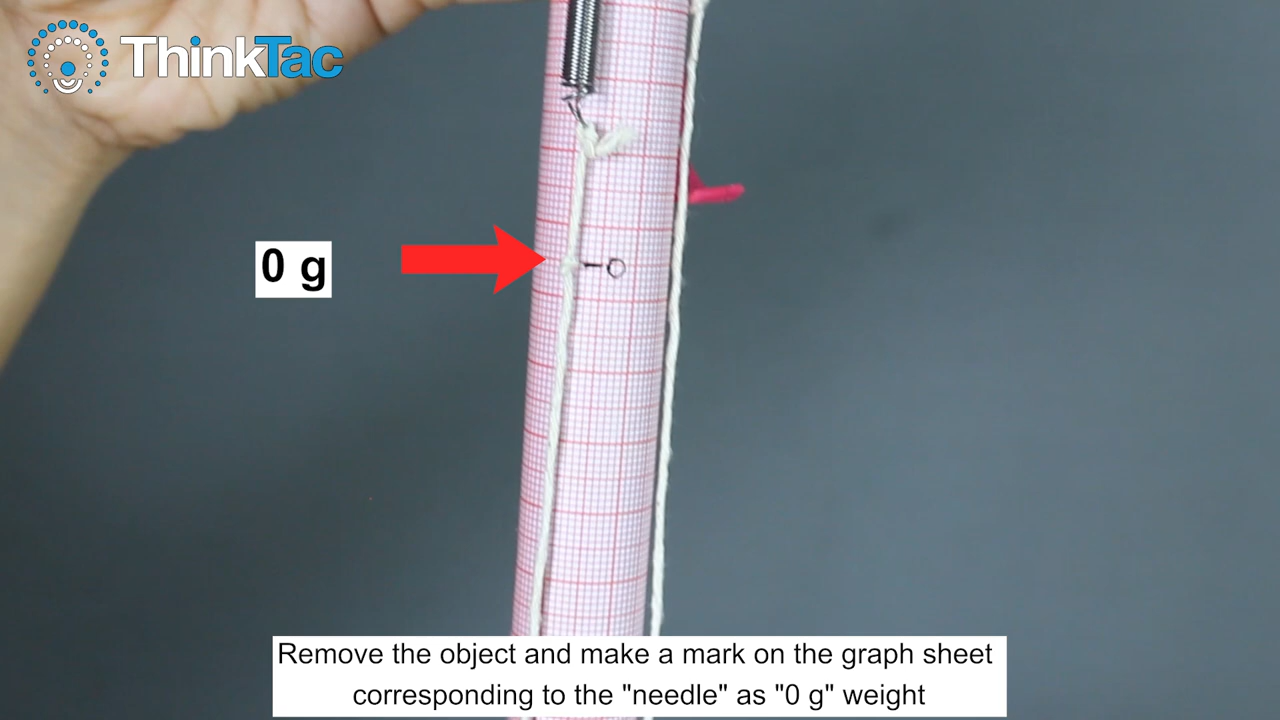 ThinkTac
0 g
Remove the object and make a mark on the graph sheet
corresponding to the "needle" as "0 g" weight